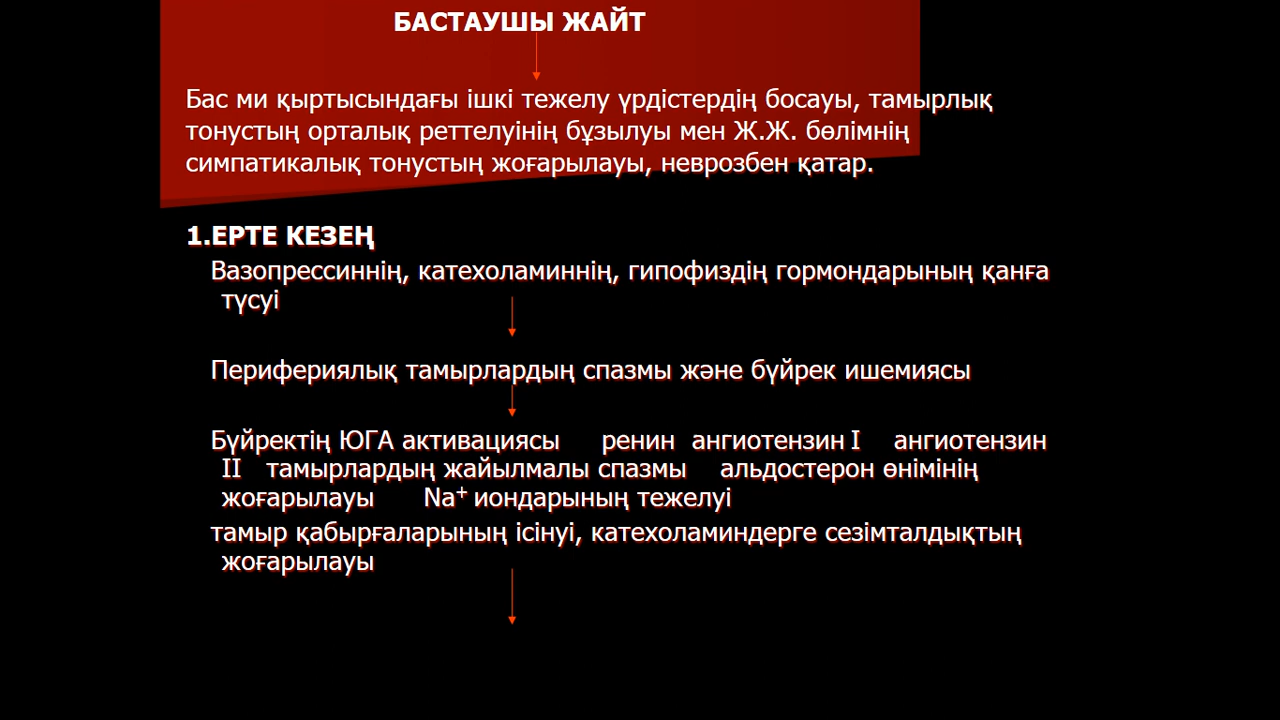 БАСТАУШЫ ЖАЙТ
Бас ми қыртысындағы ішкі тежелу үрдістердің босауы, тамырлық
тонустың орталық реттелуінің бұзылуы мен Ж.Ж. бөлімнің
симпатикалық тонустың жоғарылауы, неврозбен қатар.
1.ЕРТЕ КЕЗЕҢ
Вазопрессиннің, катехоламиннің, гипофиздің гормондарының қанға
түсуі
Перифериялық тамырлардың спазмы және бүйрек ишемиясы
Бүйректің ЮГА активациясы ренин ангиотензин I ангиотензин
II тамырлардың жайылмалы спазмы альдостерон өнімінің
жоғарылауы Na⁺ иондарының тежелуі
тамыр қабырғаларының ісінуі, катехоламиндерге сезімталдықтың
жоғарылауы